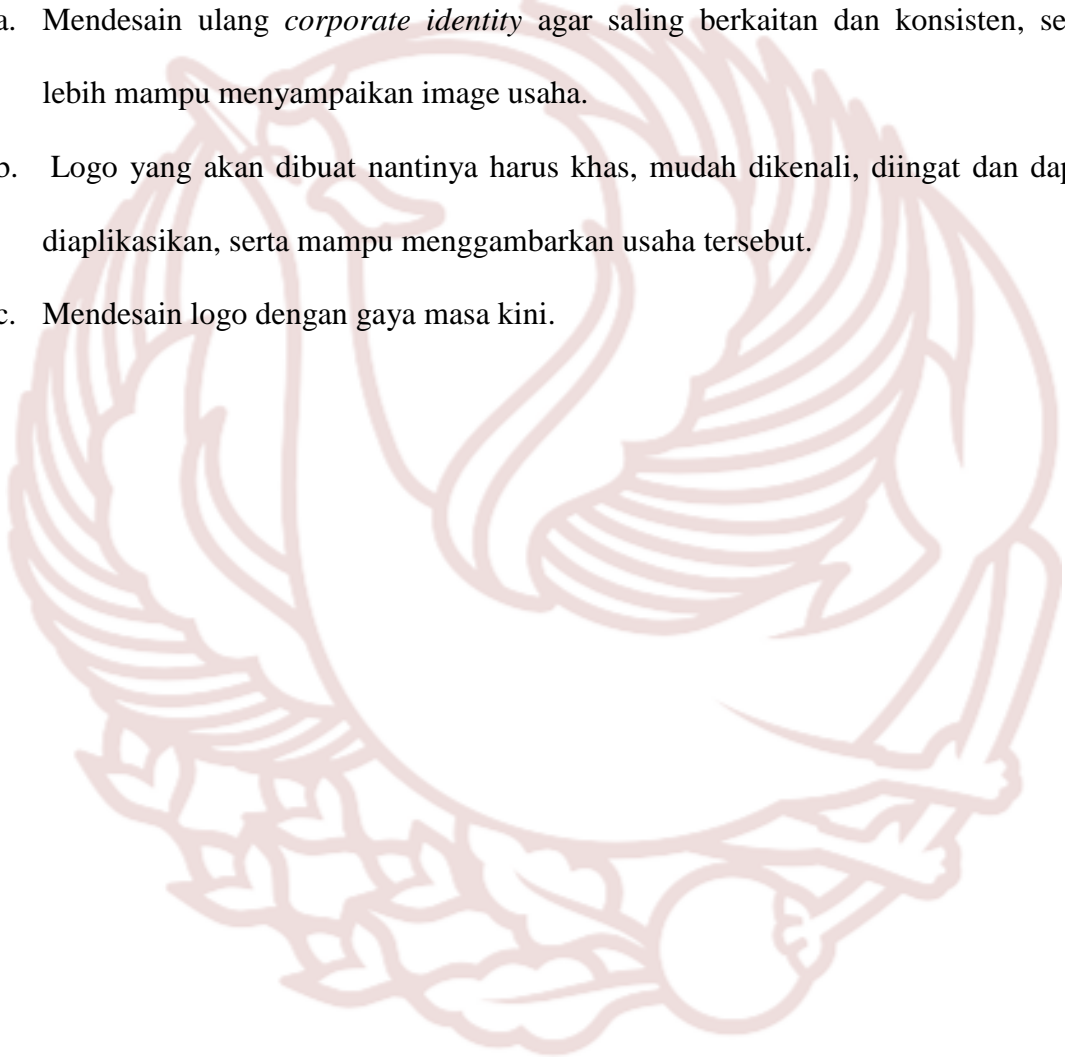 a. Mendesain ulang corporate identity agar saling berkaitan dan konsisten, se
lebih mampu menyampaikan image usaha.
b. Logo yang akan dibuat nantinya harus khas, mudah dikenali, diingat dan da
diaplikasikan, serta mampu menggambarkan usaha tersebut.
c. Mendesain logo dengan gaya masa kini.